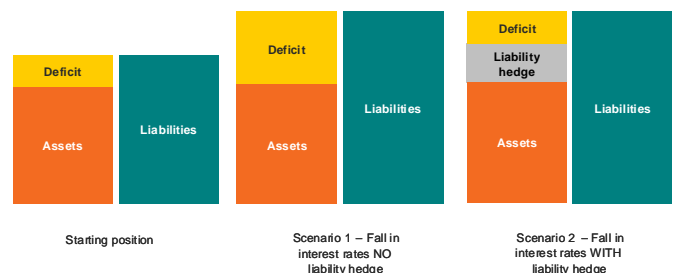 Deficit
Assets
Liabilities
Starting position
Deficit
Assets
Liabilities
Scenario 1 – Fall in
interest rates NO
liability hedge
Deficit
Liability
hedge
Assets
Liabilities
Scenario 2 – Fall in
interest rates WITH
liability hedge